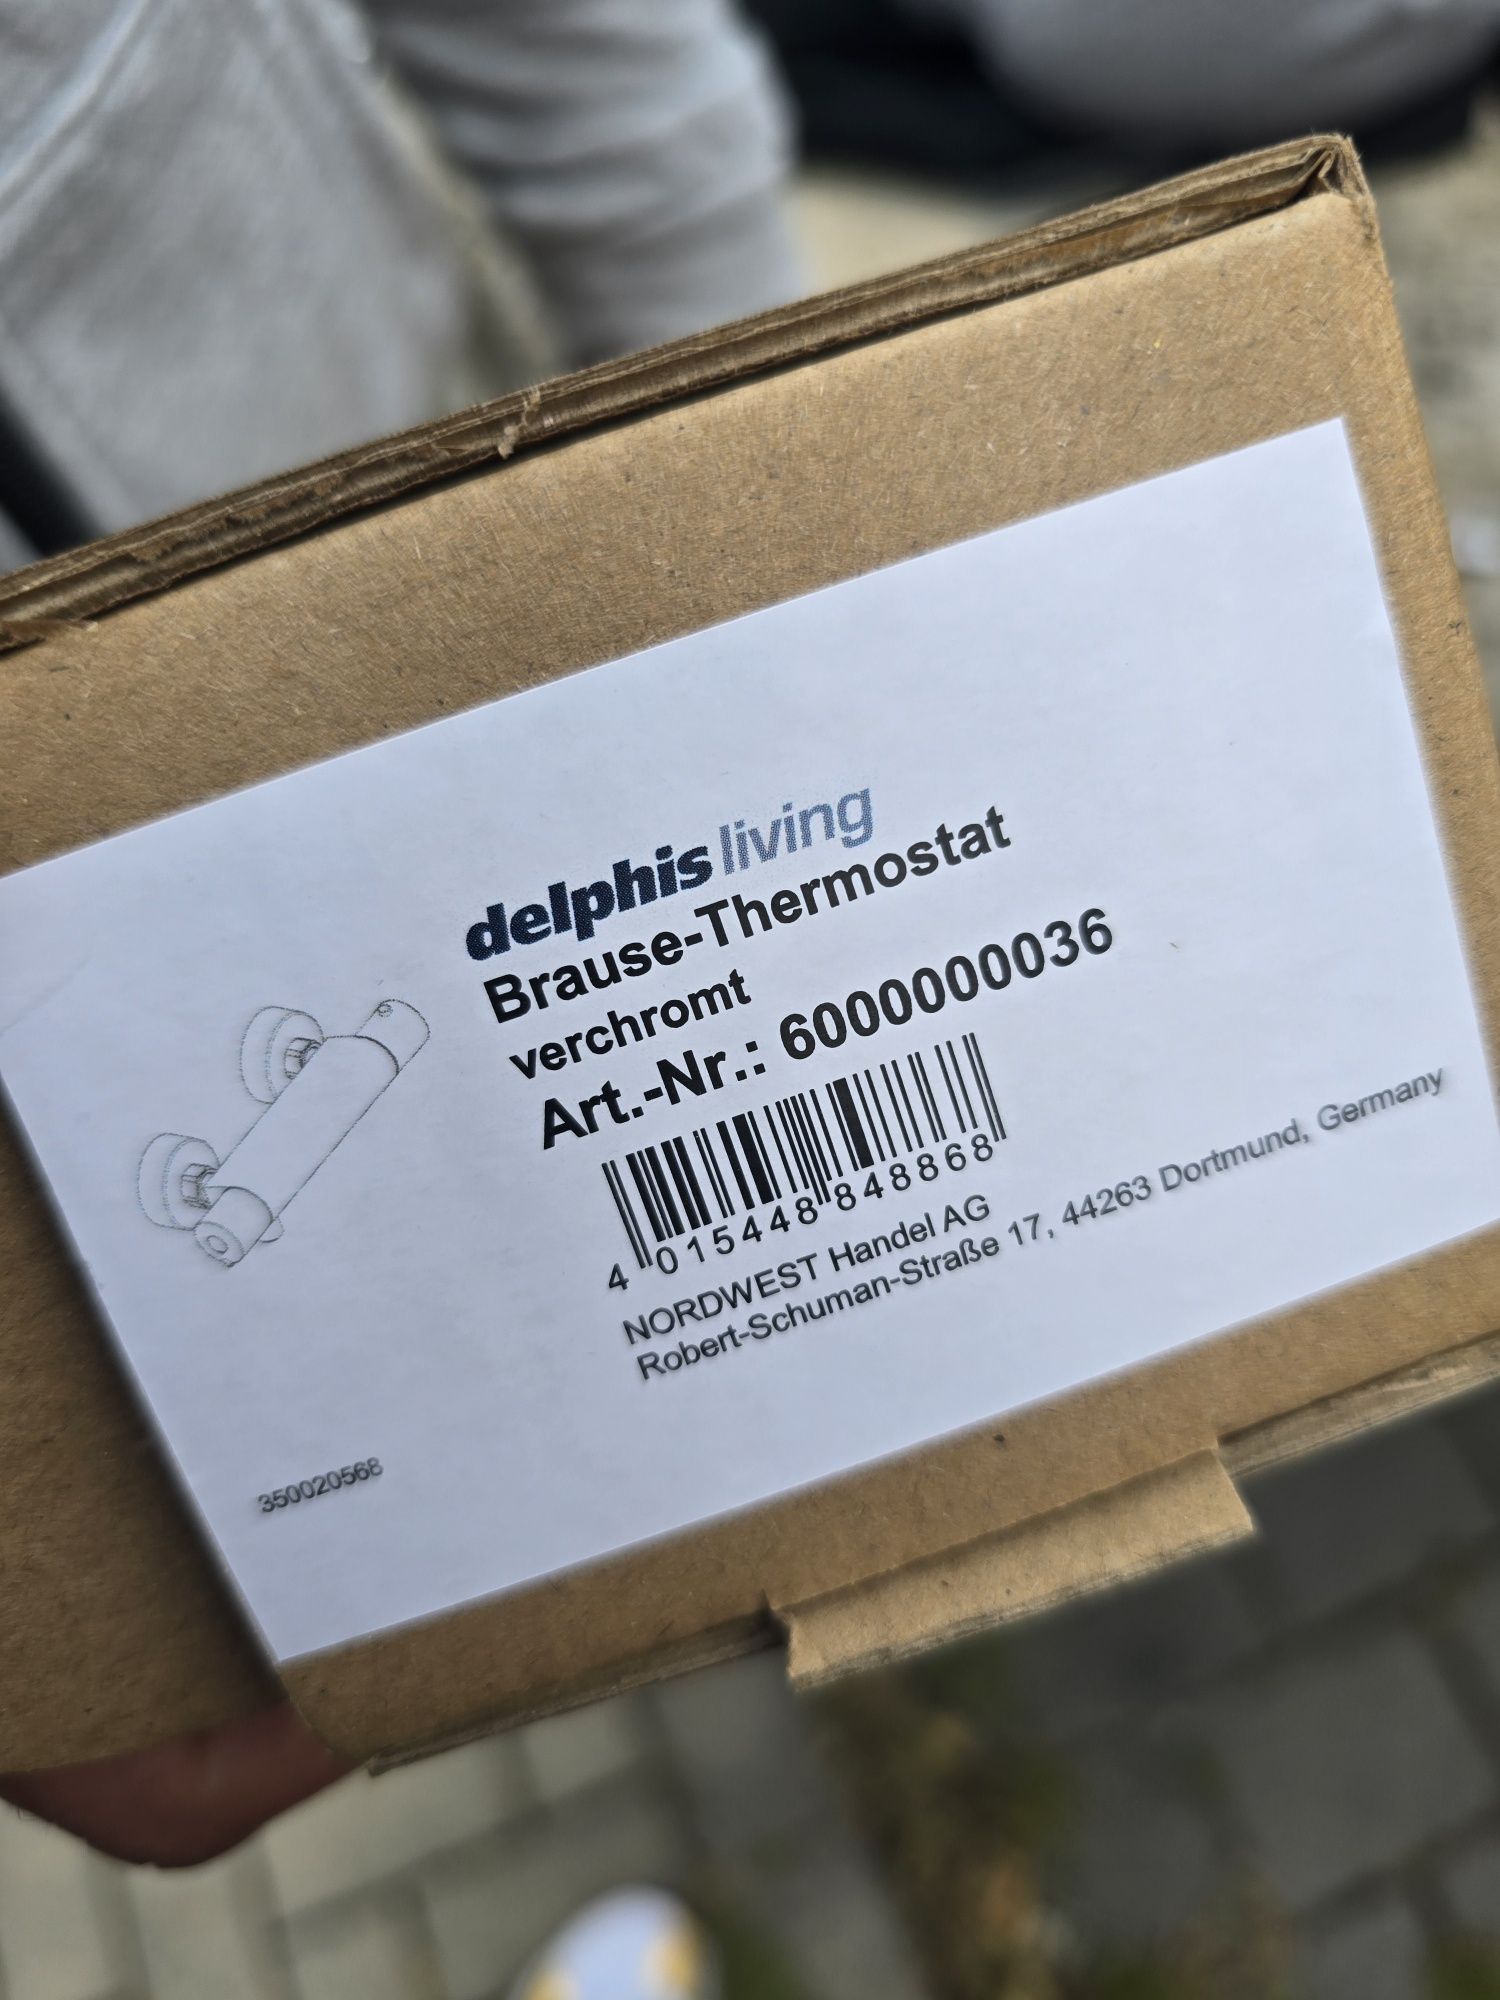 delphis living
Brause-Thermostat
verchromt
Art.-Nr.: 6000000036
4 015448 848868
NORDWEST Handel AG
Robert-Schuman-Straße 17, 44263 Dortmund, Germany
350020568